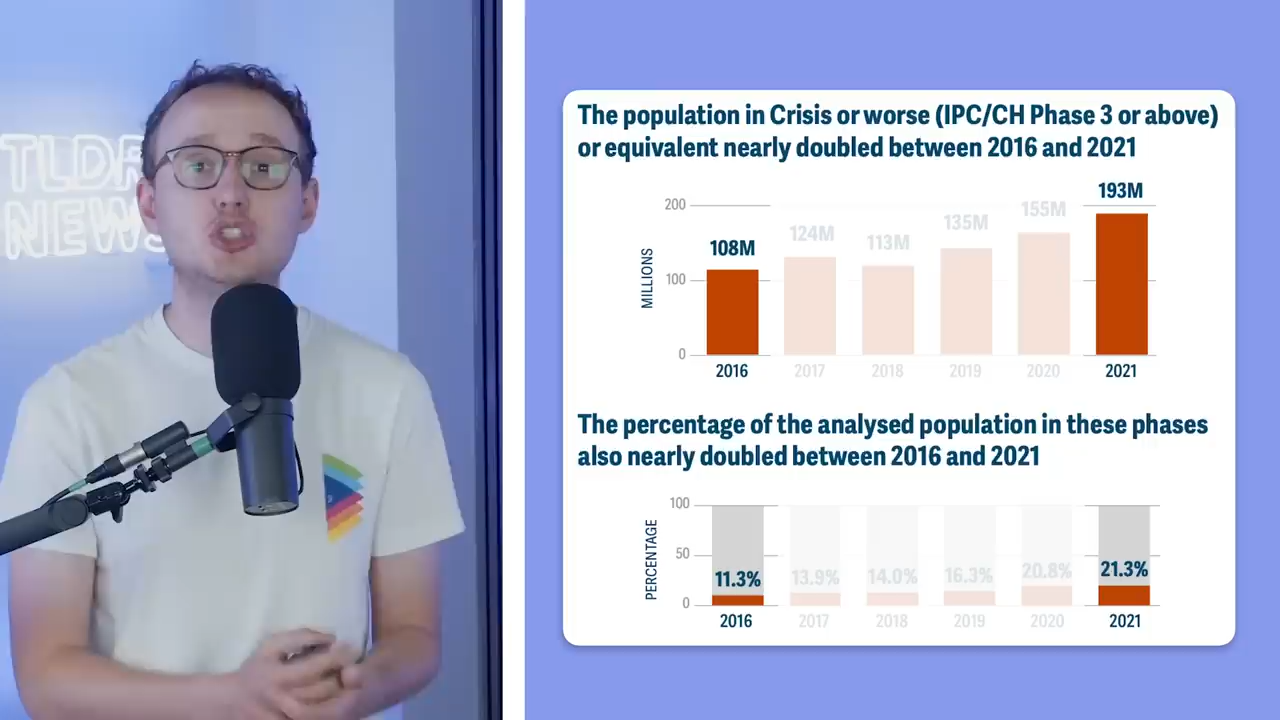 TLDR
NEWS
The population in Crisis or worse (IPC/CH Phase 3 or above)
or equivalent nearly doubled between 2016 and 2021
MILLIONS
200
100
0
108M
124M
113M
135M
155M
193M
2016
2017
2018
2019
2020
2021
The percentage of the analysed population in these phases
also nearly doubled between 2016 and 2021
PERCENTAGE
100
50
0
11.3%
13.9%
14.0%
16.3%
20.8%
21.3%
2016
2017
2018
2019
2020
2021